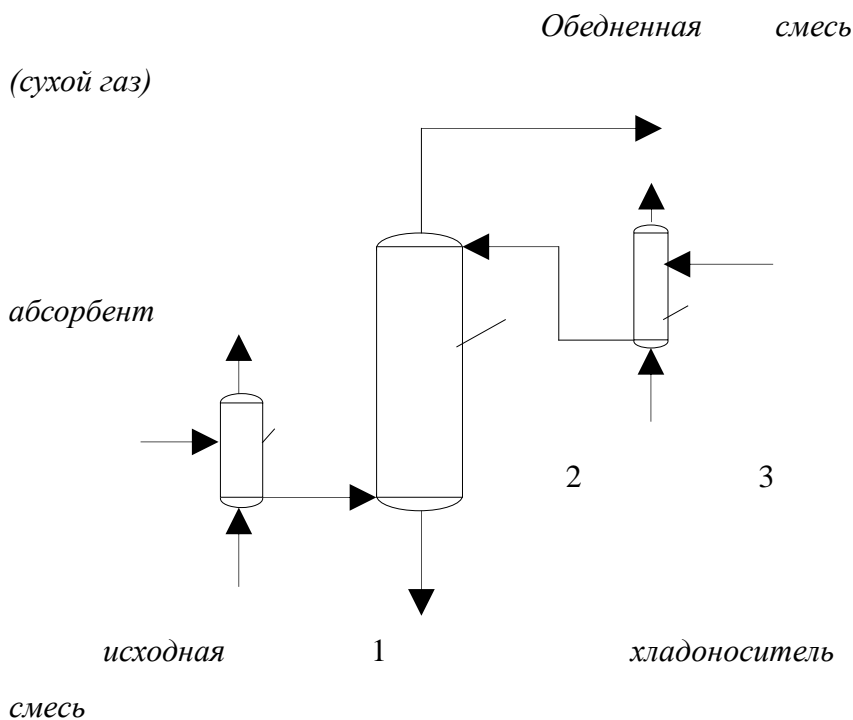 Обедненная смесь
(сухой газ)
абсорбент
2 3
исходная 1 хладоноситель
смесь